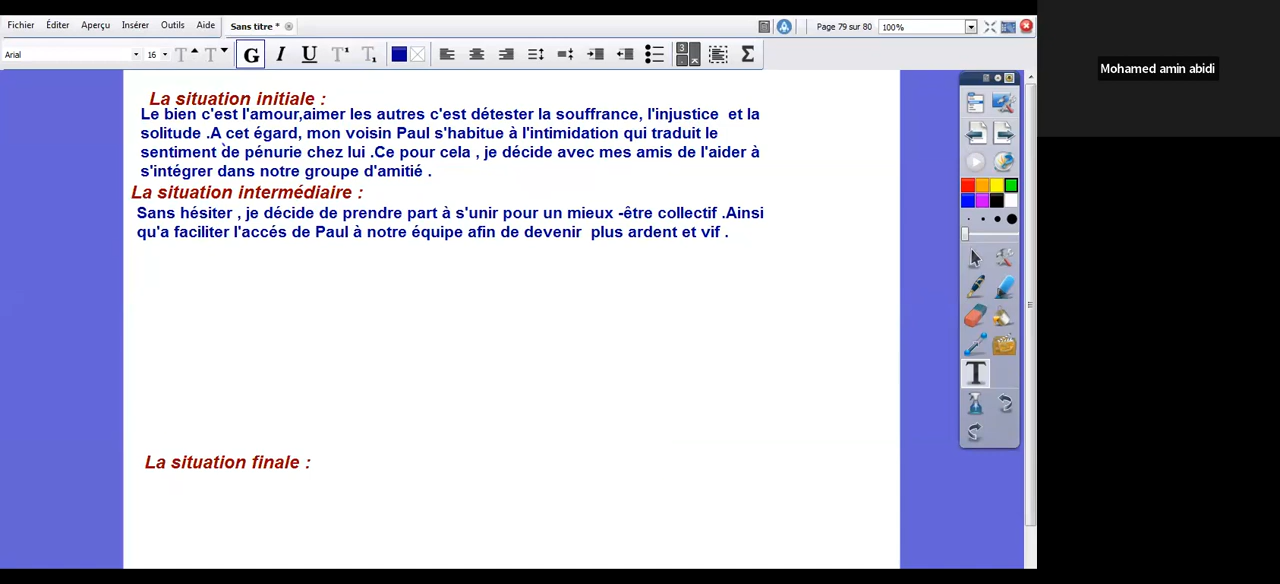 Fichier Éditer Aperçu Insérer Outils Aide Sans titre * Page 79 sur 80 100%
Arial 16 T T G I U T¹ T₁ 3 Σ
Mohamed amin abidi
La situation initiale :
Le bien c'est l'amour,aimer les autres c'est détester la souffrance, l'injustice et la
solitude .A cet égard, mon voisin Paul s'habitue à l'intimidation qui traduit le
sentiment de pénurie chez lui .Ce pour cela , je décide avec mes amis de l'aider à
s'intégrer dans notre groupe d'amitié .
La situation intermédiaire :
Sans hésiter , je décide de prendre part à s'unir pour un mieux -être collectif .Ainsi
qu'a faciliter l'accés de Paul à notre équipe afin de devenir plus ardent et vif .
La situation finale :
T